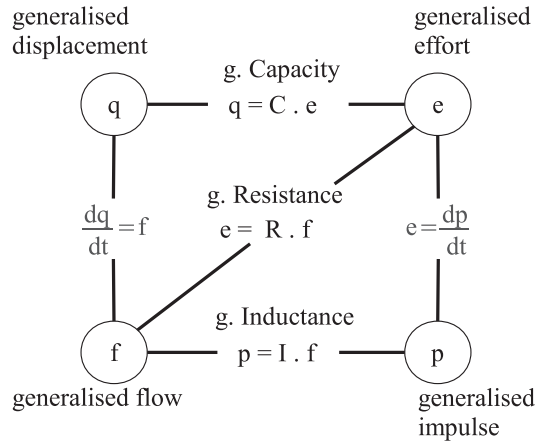 generalised
displacement
generalised
effort
g. Capacity
q
q = C . e
e
g. Resistance
e = R . f
dq
dt
= f
e =
dp
dt
g. Inductance
f
p = I . f
p
generalised flow
generalised
impulse